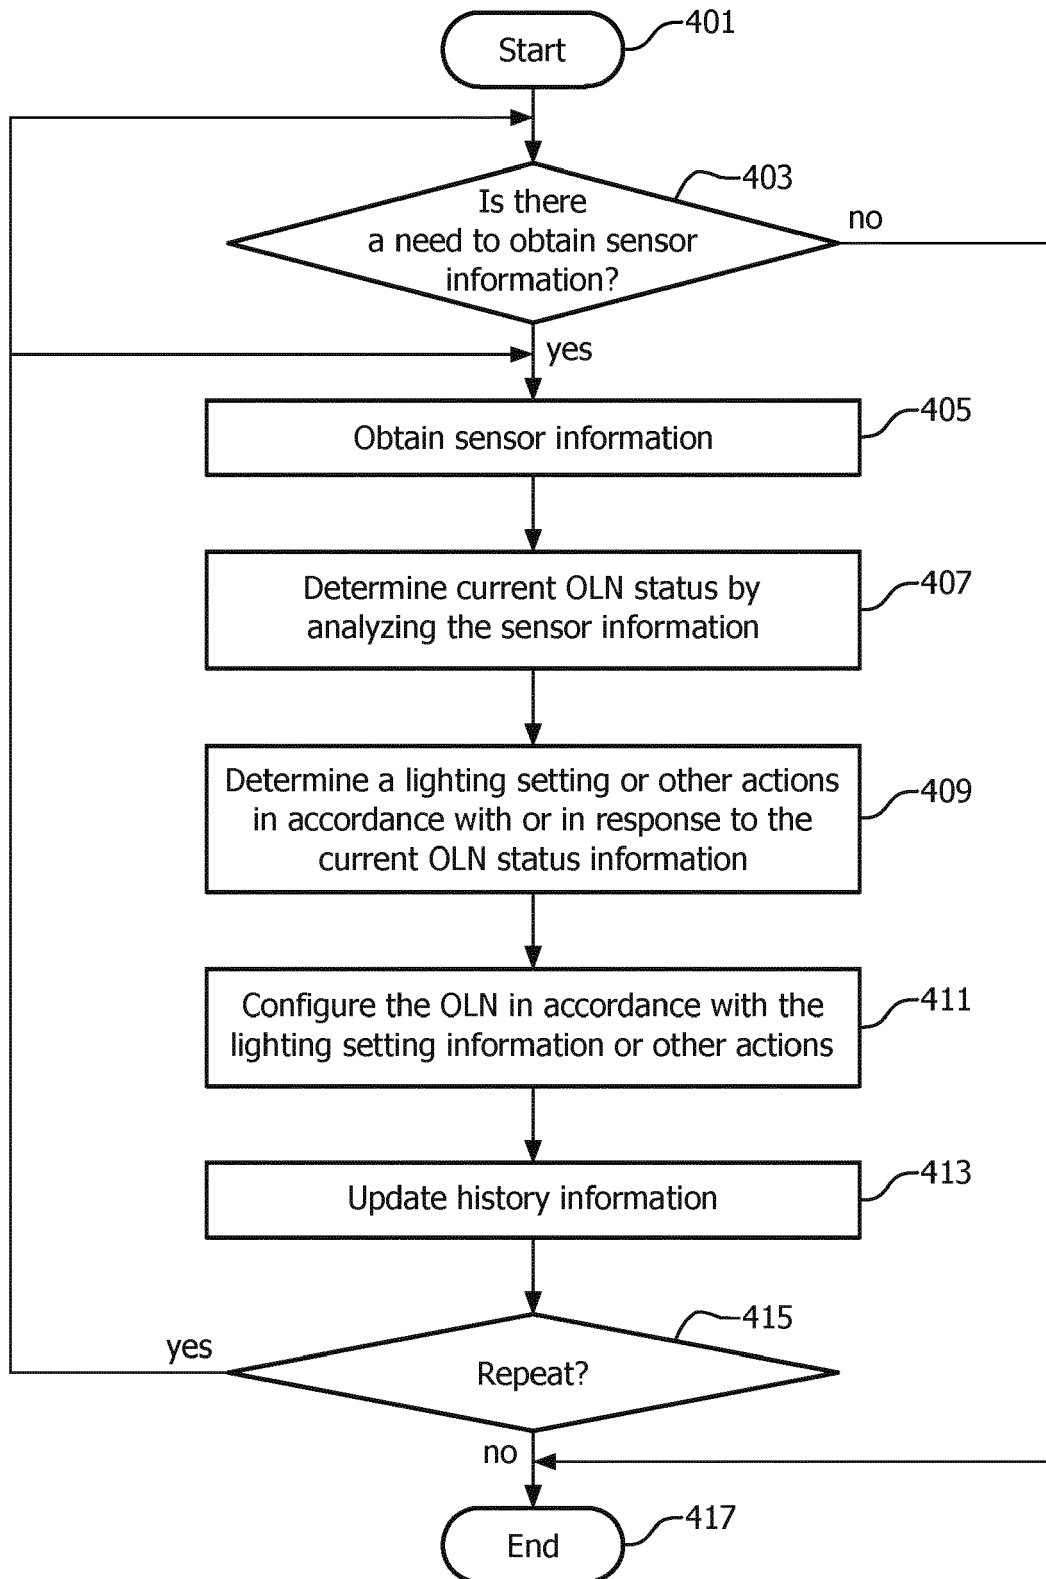 Start
401
Is there
a need to obtain sensor
information?
403
no
yes
Obtain sensor information
405
Determine current OLN status by
analyzing the sensor information
407
Determine a lighting setting or other actions
in accordance with or in response to the
current OLN status information
409
Configure the OLN in accordance with the
lighting setting information or other actions
411
Update history information
413
Repeat?
415
yes
no
End
417